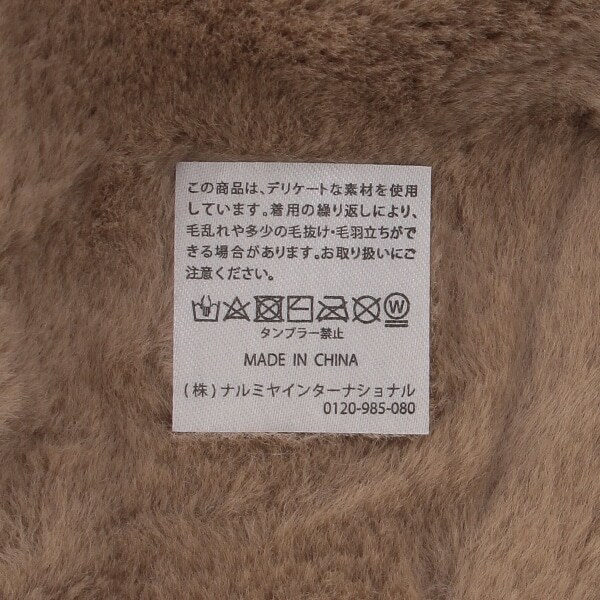 この商品は、デリケートな素材を使用
しています。着用の繰り返しにより、
毛乱れや多少の毛抜け・毛羽立ちがで
きる場合があります。お取り扱いにご
注意ください。
W
タンブラー禁止
MADE IN CHINA
(株)ナルミヤインターナショナル
0120-985-080